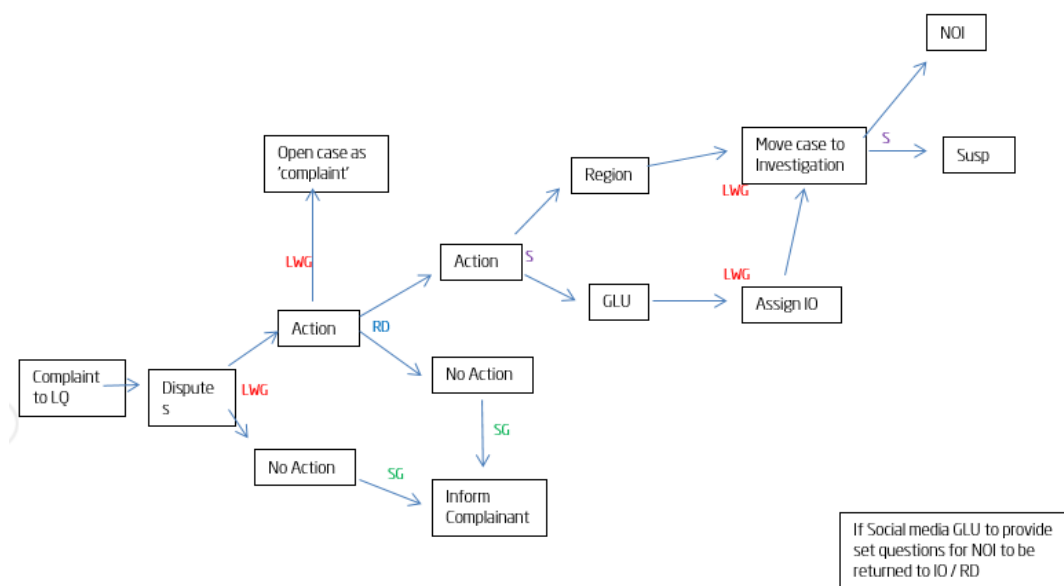 NOI
Open case as
'complaint'
Move case to
Investigation
S
Susp
Region
LWG
LWG
Action
S
LWG
GLU
Assign IO
Action
RD
Complaint
to LQ
Dispute
s
LWG
No Action
SG
No Action
SG
Inform
Complainant
If Social media GLU to provide
set questions for NOI to be
returned to IO / RD